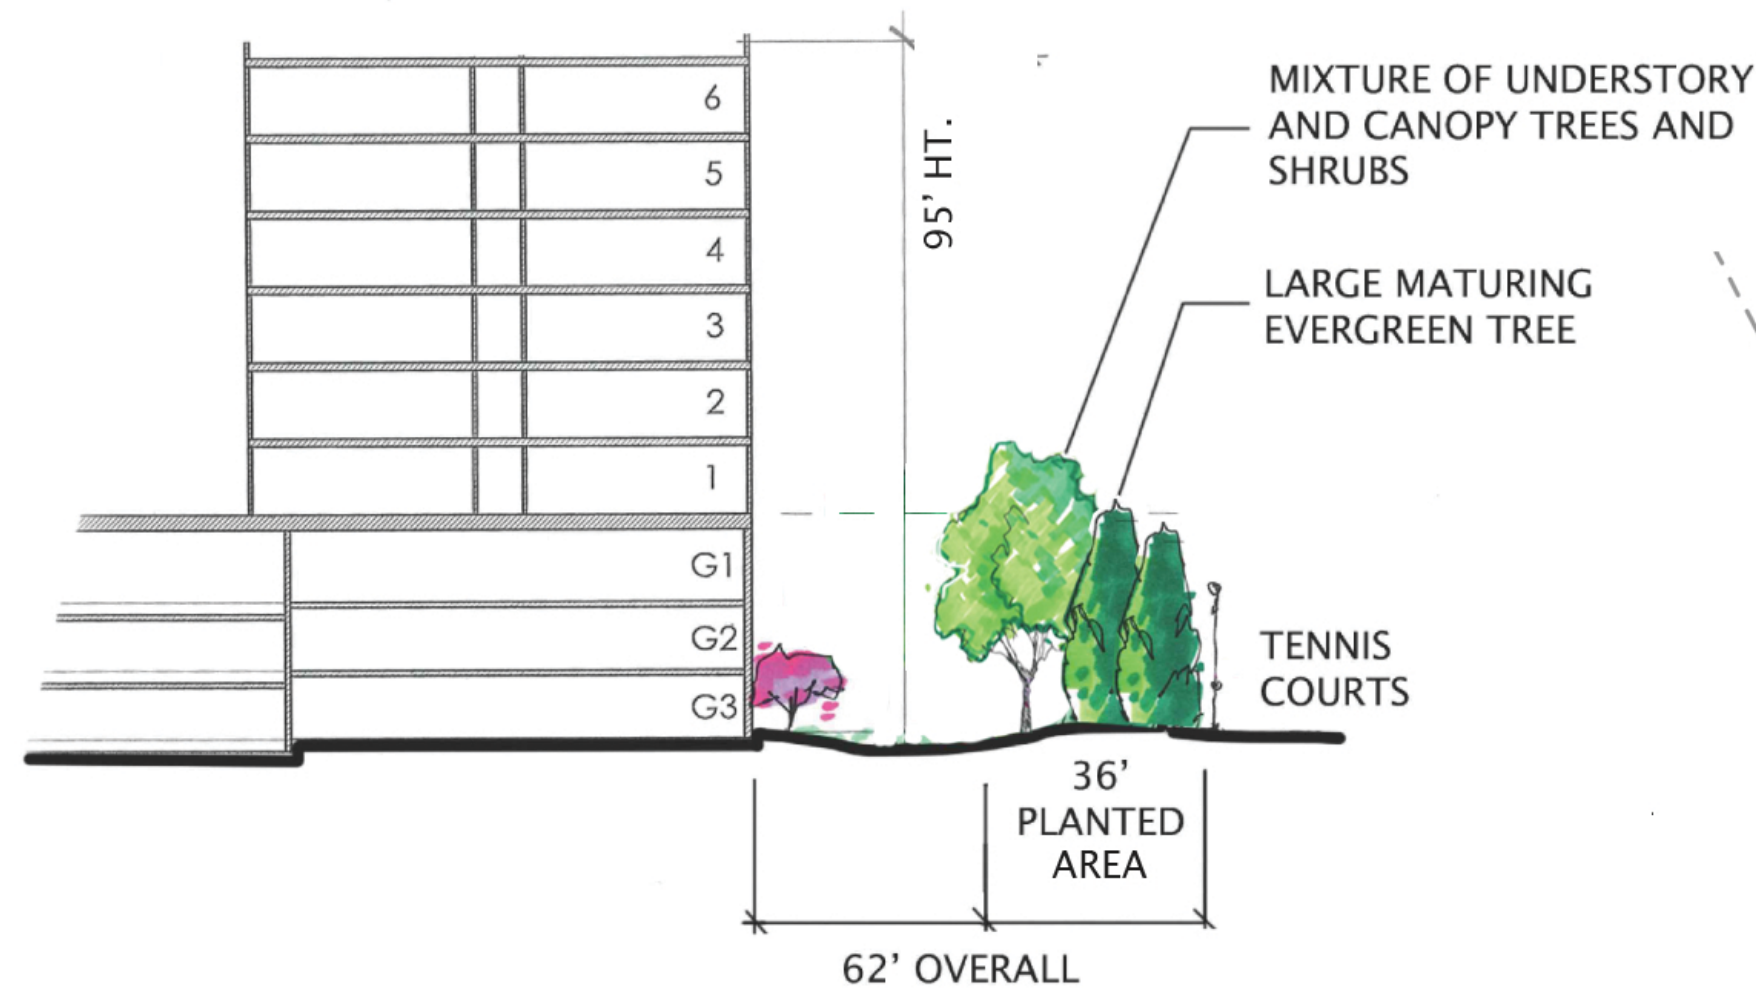 6
5
4
3
2
1
G1
G2
G3
95’ HT.
MIXTURE OF UNDERSTORY
AND CANOPY TREES AND
SHRUBS
LARGE MATURING
EVERGREEN TREE
TENNIS
COURTS
36’
PLANTED
AREA
62’ OVERALL